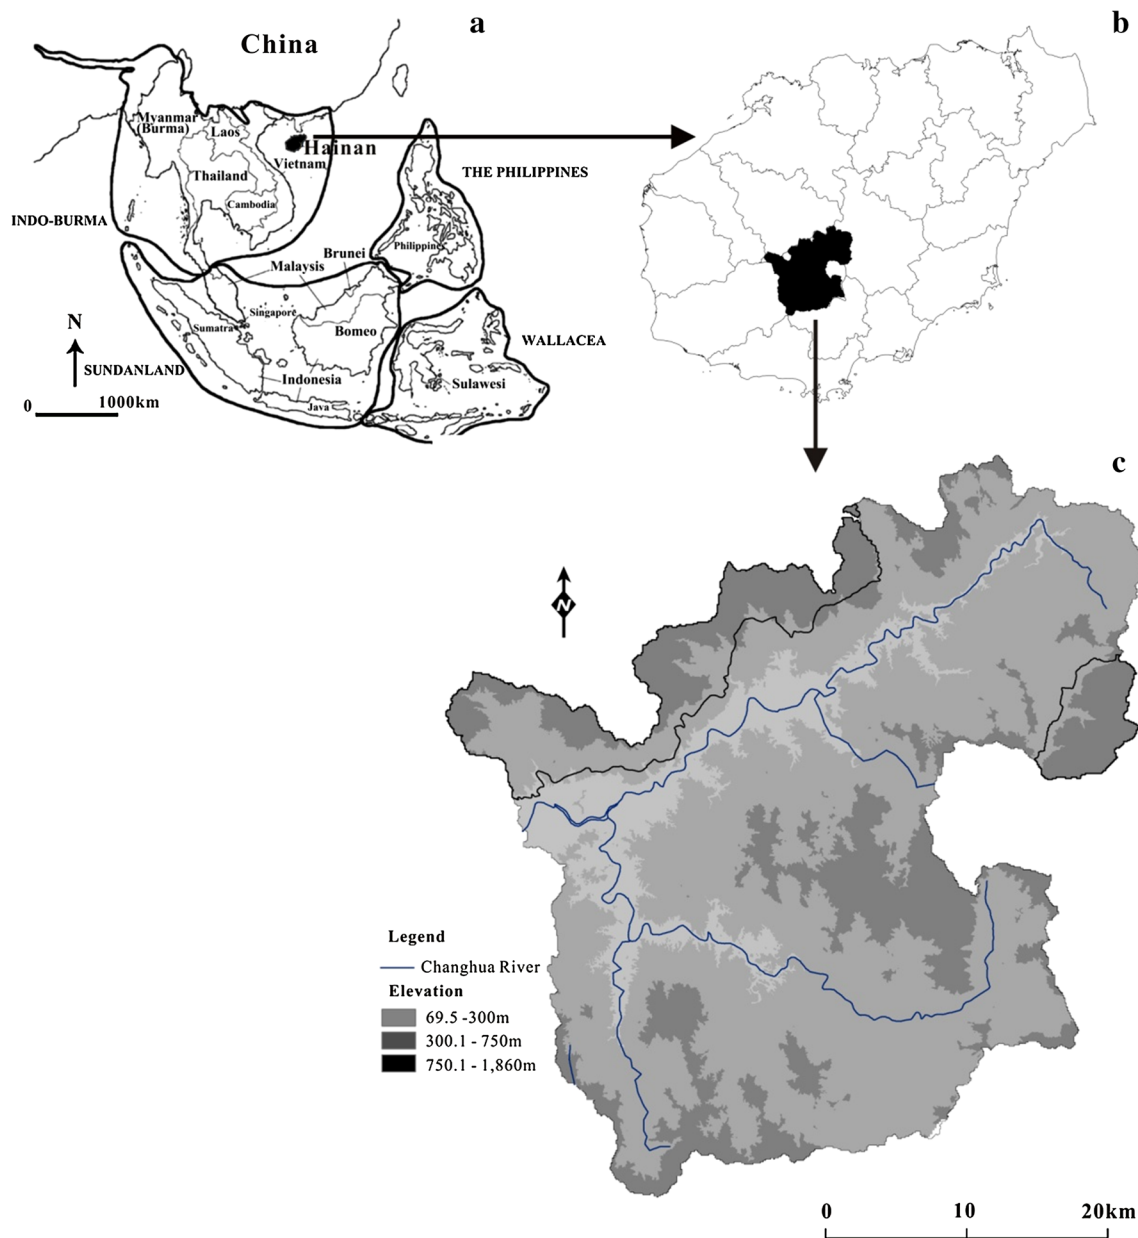 a
China
b
Myanmar
(Burma)
Laos
Hainan
Vietnam
THE PHILIPPINES
Thailand
Cambodia
INDO-BURMA
Philippine
Brunei
Malaysis
Singapore
N
Sumatra
Bomeo
WALLACEA
SUNDANLAND
Indonesia
Sulawesi
0 1000km
Java
c
N
Legend
Changhua River
Elevation
69.5 -300m
300.1 - 750m
750.1 - 1,860m
0 10 20km